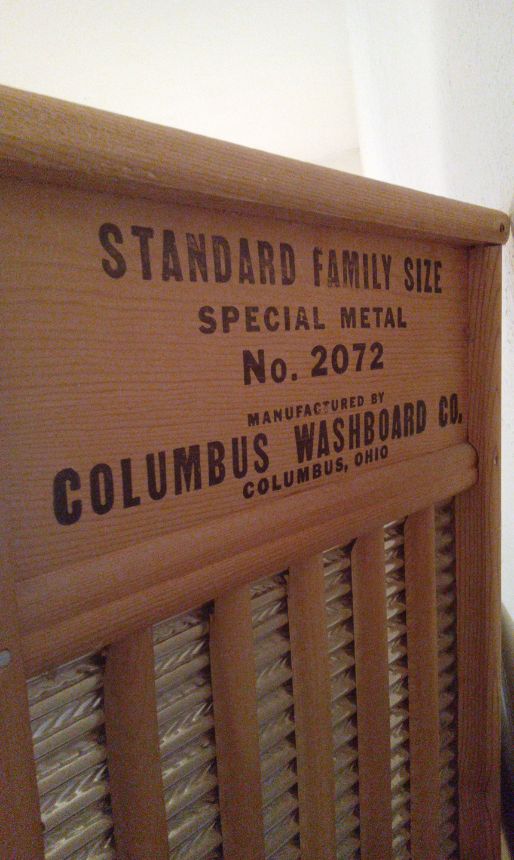 STANDARD FAMILY SIZE
SPECIAL METAL
No. 2072
MANUFACTURED BY
COLUMBUS WASHBOARD CO.
COLUMBUS, OHIO